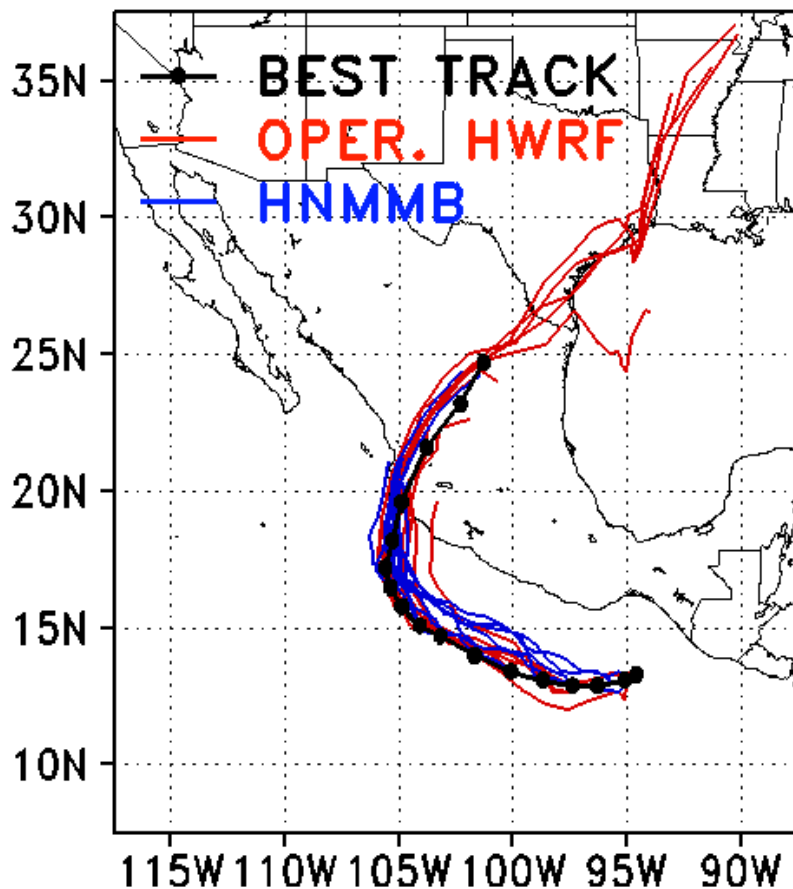 BEST TRACK
OPER. HWRF
HNMMB
35N
30N
25N
20N
15N
10N
115W 110W 105W 100W 95W 90W